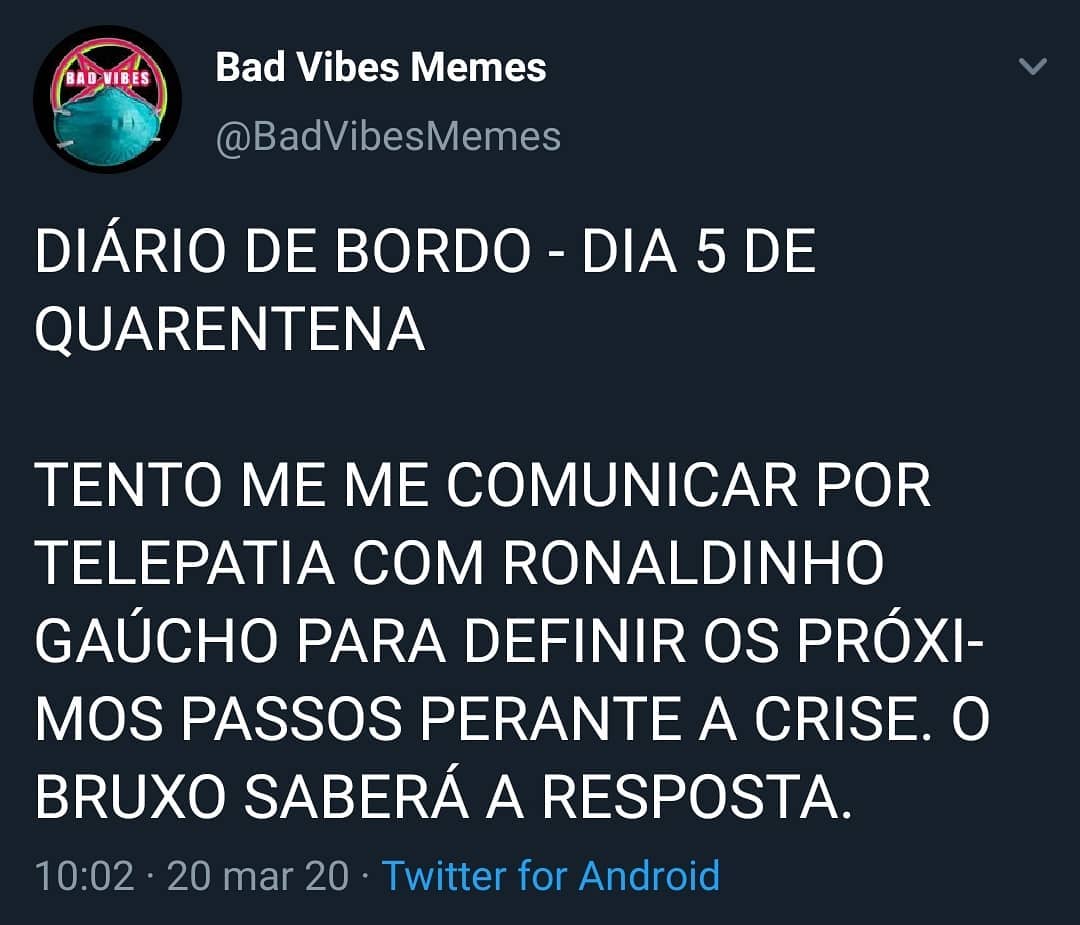 BAD VIBES
Bad Vibes Memes
@BadVibesMemes
DIÁRIO DE BORDO - DIA 5 DE
QUARENTENA
TENTO ME ME COMUNICAR POR
TELEPATIA COM RONALDINHO
GAÚCHO PARA DEFINIR OS PRÓXI-
MOS PASSOS PERANTE A CRISE. O
BRUXO SABERÁ A RESPOSTA.
10:02 · 20 mar 20 · Twitter for Android